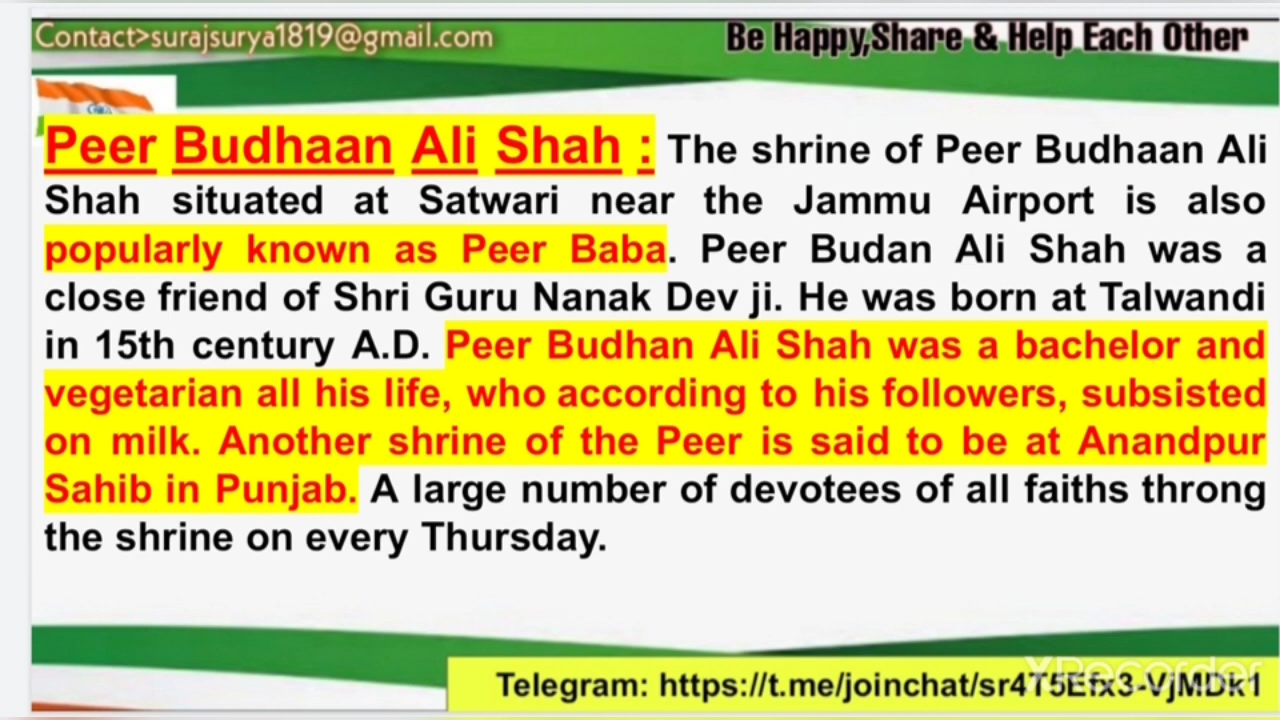 Contact>surajsurya1819@gmail.com
Be Happy,Share & Help Each Other
Peer Budhaan Ali Shah : The shrine of Peer Budhaan Ali
Shah situated at Satwari near the Jammu Airport is also
popularly known as Peer Baba. Peer Budan Ali Shah was a
close friend of Shri Guru Nanak Dev ji. He was born at Talwandi
in 15th century A.D. Peer Budhan Ali Shah was a bachelor and
vegetarian all his life, who according to his followers, subsisted
on milk. Another shrine of the Peer is said to be at Anandpur
Sahib in Punjab. A large number of devotees of all faiths throng
the shrine on every Thursday.
XRecorder
Telegram: